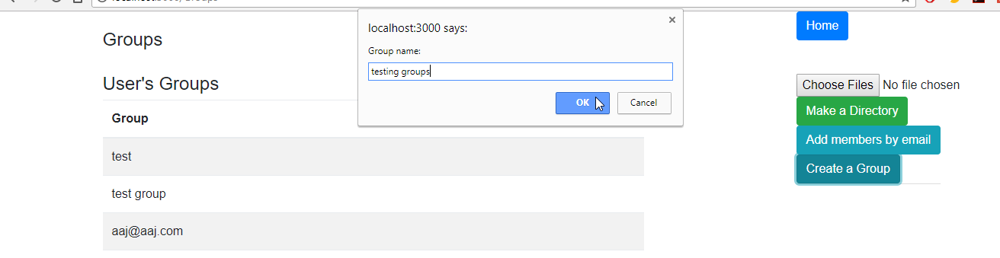 Groups
User's Groups
Group
test
test group
aaj@aaj.com
localhost:3000 says:
Group name:
testing groups
OK
Cancel
Home
Choose Files No file chosen
Make a Directory
Add members by email
Create a Group